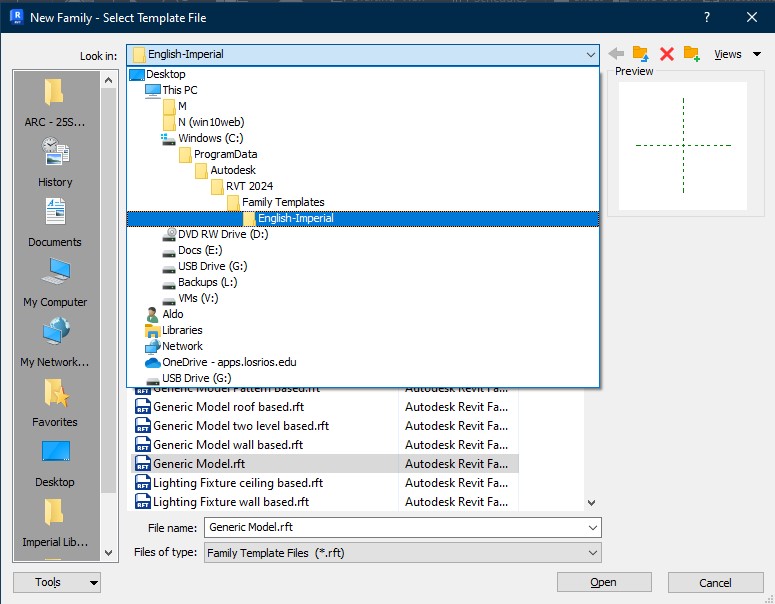 New Family - Select Template File
?
Look in: English-Imperial
Views
Desktop
This PC
M
N (win10web)
Windows (C:)
ProgramData
Autodesk
RVT 2024
Family Templates
English-Imperial
DVD RW Drive (D:)
Docs (E:)
USB Drive (G:)
Backups (L:)
VMs (V:)
Aldo
Libraries
Network
OneDrive - apps.losrios.edu
USB Drive (G:)
Preview
ARC - 25S...
History
Documents
My Computer
My Network...
Favorites
Desktop
Imperial Lib...
Generic Model Pattern based.rft Autodesk Revit Fa...
Generic Model roof based.rft Autodesk Revit Fa...
Generic Model two level based.rft Autodesk Revit Fa...
Generic Model wall based.rft Autodesk Revit Fa...
Generic Model.rft Autodesk Revit Fa...
Lighting Fixture ceiling based.rft Autodesk Revit Fa...
Lighting Fixture wall based.rft Autodesk Revit Fa...
File name: Generic Model.rft
Files of type: Family Template Files (*.rft)
Tools
Open
Cancel